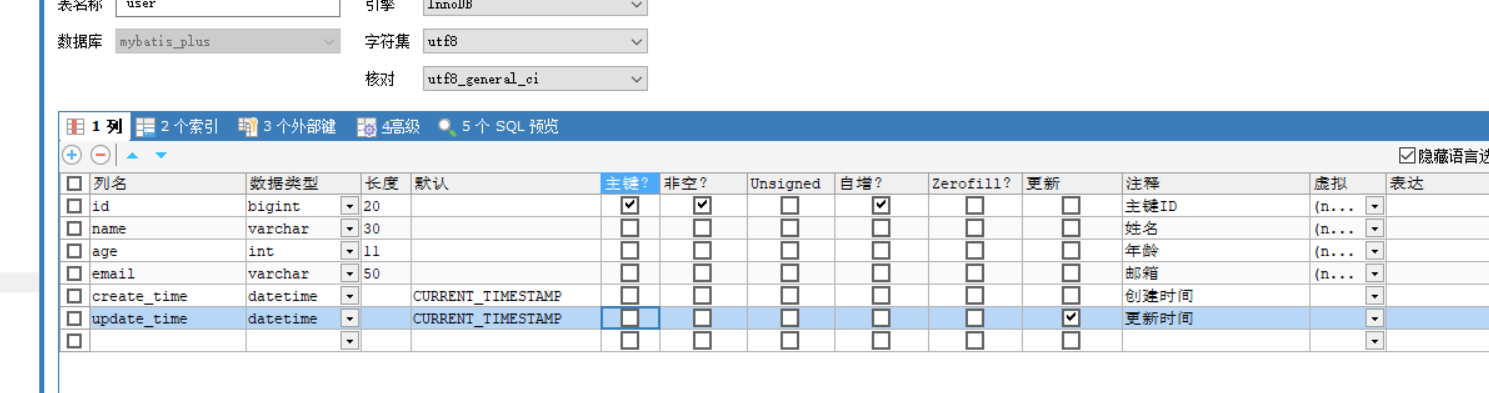 表名称 user 引擎 InnoDB
数据库 mybatis_plus 字符集 utf8
核对 utf8_general_ci
1 列 2 个索引 3 个外部键 4高级 5 个 SQL 预览
隐藏语言选
列名 数据类型 长度 默认 主键? 非空? Unsigned 自增? Zerofill? 更新 注释 虚拟 表达
id bigint 20 主键ID (n...
name varchar 30 姓名 (n...
age int 11 年龄 (n...
email varchar 50 邮箱 (n...
create_time datetime CURRENT_TIMESTAMP 创建时间
update_time datetime CURRENT_TIMESTAMP 更新时间